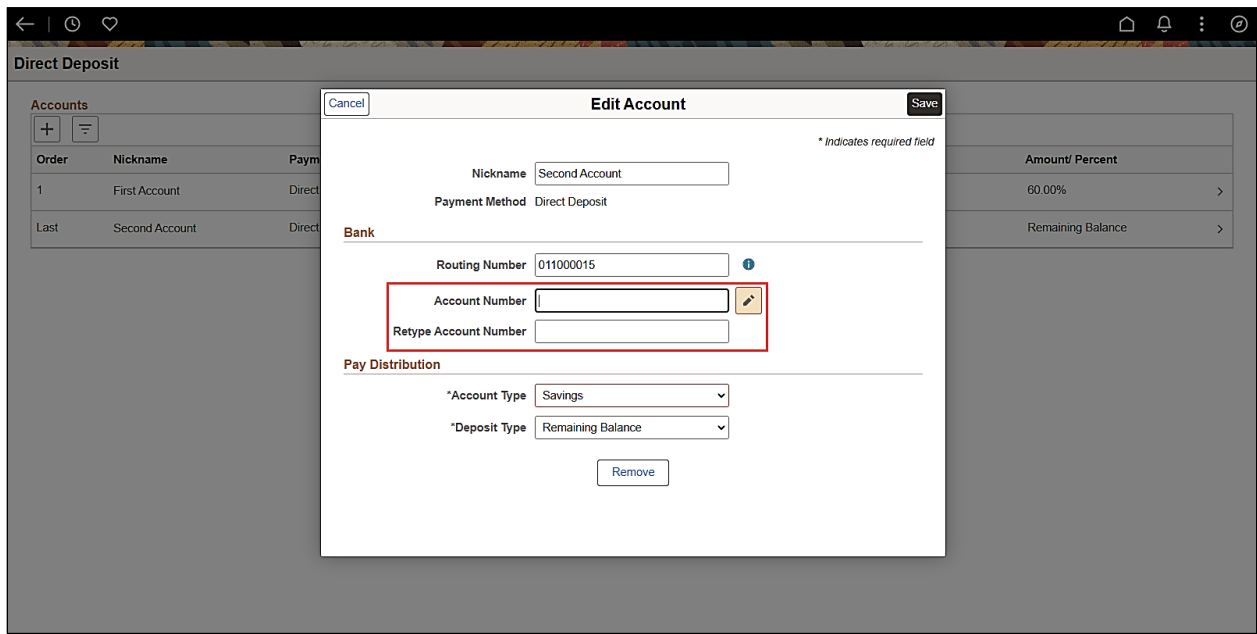 Direct Deposit
Accounts
Order Nickname Paym Amount/ Percent
1 First Account Direct 60.00%
Last Second Account Direct Remaining Balance
Cancel Edit Account Save
* Indicates required field
Nickname Second Account
Payment Method Direct Deposit
Bank
Routing Number 011000015
Account Number
Retype Account Number
Pay Distribution
*Account Type Savings
*Deposit Type Remaining Balance
Remove